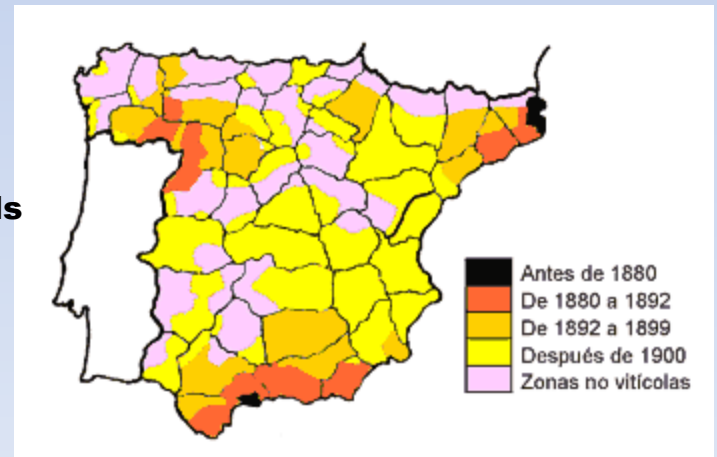 ls
Antes de 1880
De 1880 a 1892
De 1892 a 1899
Después de 1900
Zonas no vitícolas